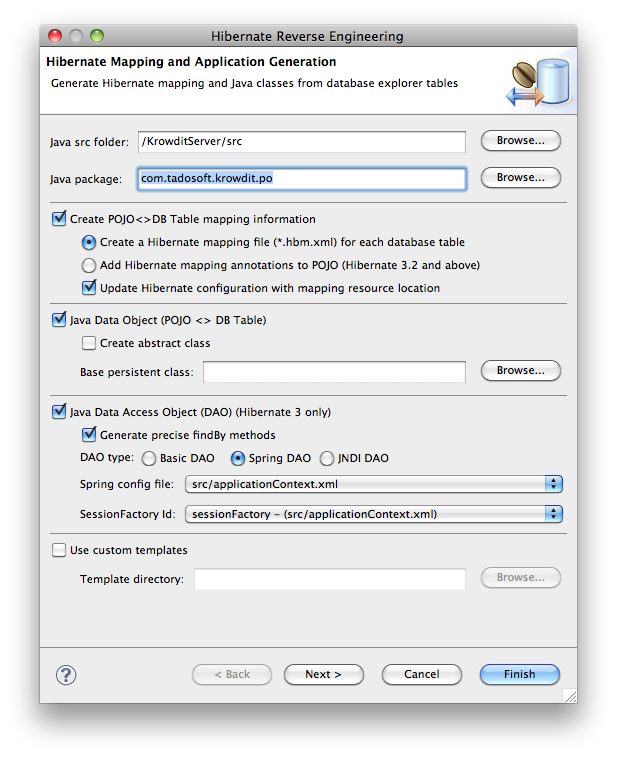 Hibernate Reverse Engineering
Hibernate Mapping and Application Generation
Generate Hibernate mapping and Java classes from database explorer tables
Java src folder: /KrowditServer/src Browse...
Java package: com.tadosoft.krowdit.po Browse...
Create POJO<>DB Table mapping information
Create a Hibernate mapping file (*.hbm.xml) for each database table
Add Hibernate mapping annotations to POJO (Hibernate 3.2 and above)
Update Hibernate configuration with mapping resource location
Java Data Object (POJO <> DB Table)
Create abstract class
Base persistent class: Browse...
Java Data Access Object (DAO) (Hibernate 3 only)
Generate precise findBy methods
DAO type: Basic DAO Spring DAO JNDI DAO
Spring config file: src/applicationContext.xml
SessionFactory Id: sessionFactory - (src/applicationContext.xml)
Use custom templates
Template directory: Browse...
? < Back Next > Cancel Finish